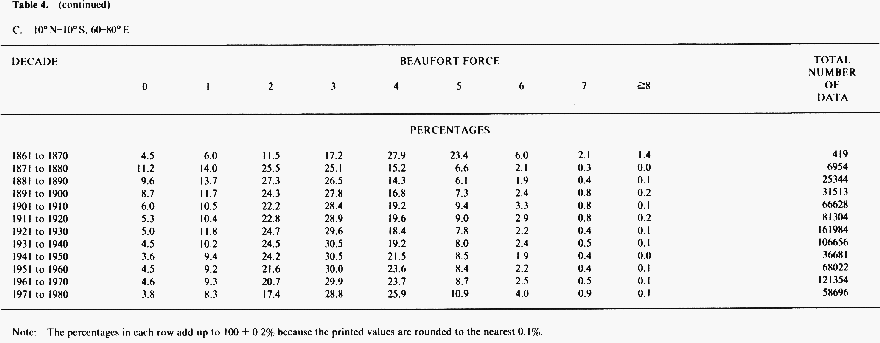 Table 4. (continued)
C. 10° N–10° S, 60–80° E
DECADE BEAUFORT FORCE TOTAL NUMBER OF DATA
0 1 2 3 4 5 6 7 ≧8
PERCENTAGES
1861 to 1870 4.5 6.0 11.5 17.2 27.9 23.4 6.0 2.1 1.4 419
1871 to 1880 11.2 14.0 25.5 25.1 15.2 6.6 2.1 0.3 0.0 6954
1881 to 1890 9.6 13.7 27.3 26.5 14.3 6.1 1.9 0.4 0.1 25344
1891 to 1900 8.7 11.7 24.3 27.8 16.8 7.3 2.4 0.8 0.2 31513
1901 to 1910 6.0 10.5 22.2 28.4 19.2 9.4 3.3 0.8 0.1 66628
1911 to 1920 5.3 10.4 22.8 28.9 19.6 9.0 2.9 0.8 0.2 81304
1921 to 1930 5.0 11.8 24.7 29.6 18.4 7.8 2.2 0.4 0.1 161984
1931 to 1940 4.5 10.2 24.5 30.5 19.2 8.0 2.4 0.5 0.1 106656
1941 to 1950 3.6 9.4 24.2 30.5 21.5 8.5 1.9 0.4 0.0 36681
1951 to 1960 4.5 9.2 21.6 30.0 23.6 8.4 2.2 0.4 0.1 68022
1961 to 1970 4.6 9.3 20.7 29.9 23.7 8.7 2.5 0.5 0.1 121354
1971 to 1980 3.8 8.3 17.4 28.8 25.9 10.9 4.0 0.9 0.1 58696
Note: The percentages in each row add up to 100 ± 0.2% because the printed values are rounded to the nearest 0.1%.